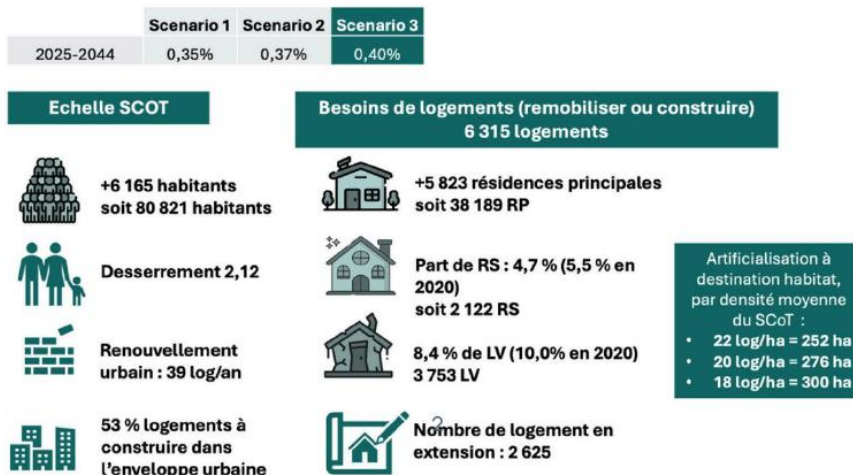 Scenario 1 Scenario 2 Scenario 3
2025-2044 0,35% 0,37% 0,40%
Echelle SCOT
Besoins de logements (remobiliser ou construire)
6 315 logements
+6 165 habitants
soit 80 821 habitants
+5 823 résidences principales
soit 38 189 RP
Desserrement 2,12
Part de RS : 4,7 % (5,5 % en
2020)
soit 2 122 RS
Artificialisation à
destination habitat,
par densité moyenne
du SCoT :
• 22 log/ha = 252 ha
• 20 log/ha = 276 ha
• 18 log/ha = 300 ha
Renouvellement
urbain : 39 log/an
8,4 % de LV (10,0% en 2020)
3 753 LV
53 % logements à
construire dans
l'enveloppe urbaine
2
Nombre de logement en
extension : 2 625